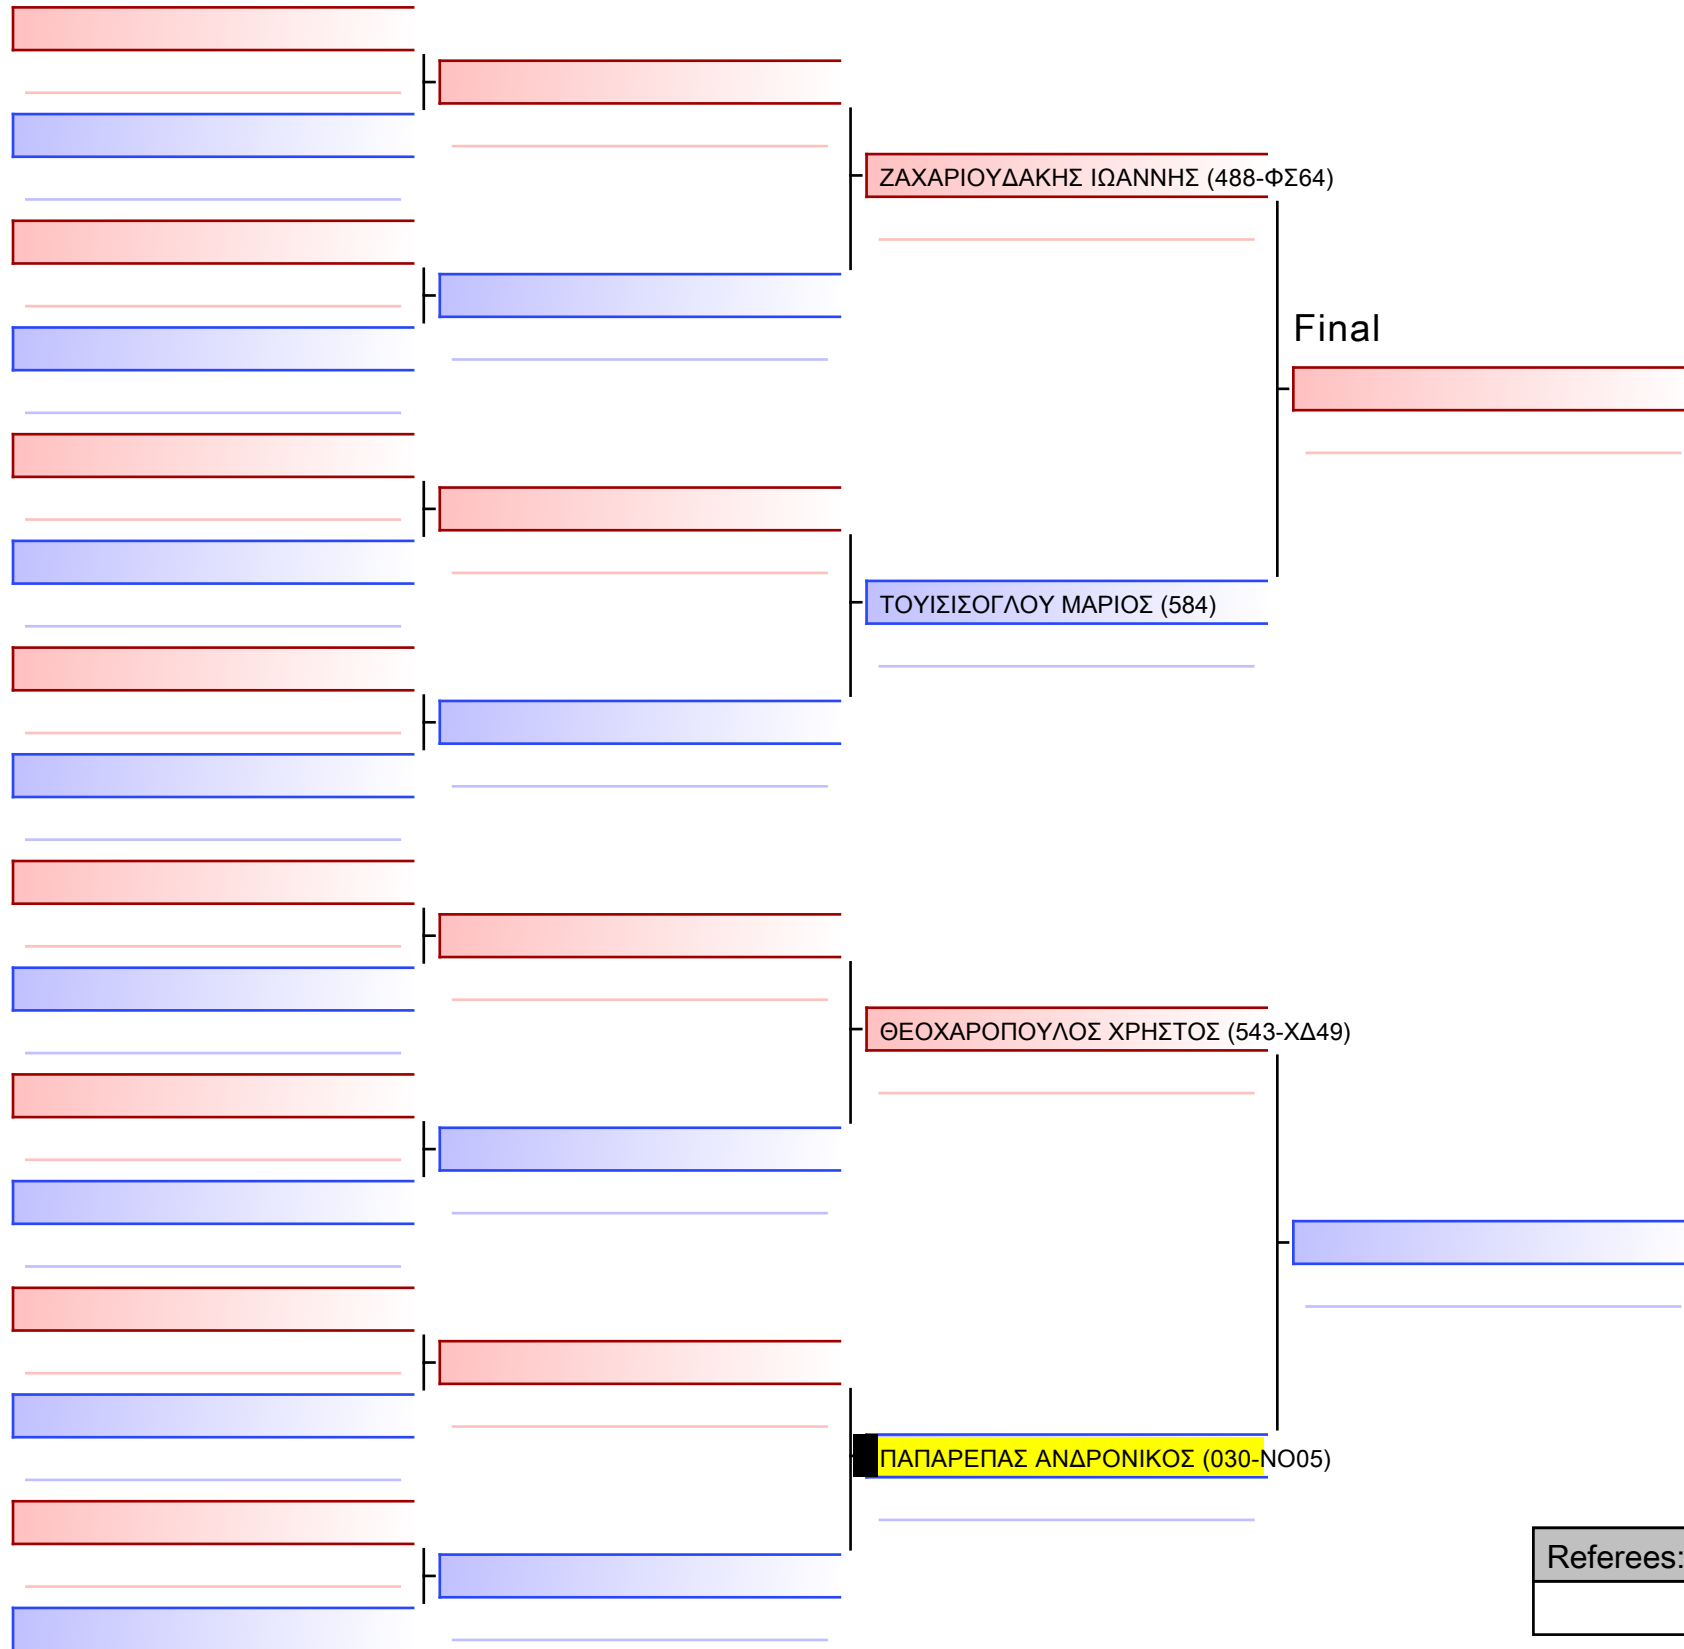 ΖΑΧΑΡΙΟΥΔΑΚΗΣ ΙΩΑΝΝΗΣ (488-ΦΣ64)
Final
ΤΟΥΙΣΙΣΟΓΛΟΥ ΜΑΡΙΟΣ (584)
ΘΕΟΧΑΡΟΠΟΥΛΟΣ ΧΡΗΣΤΟΣ (543-ΧΔ49)
ΠΑΠΑΡΕΠΑΣ ΑΝΔΡΟΝΙΚΟΣ (030-ΝΟ05)
Referees: